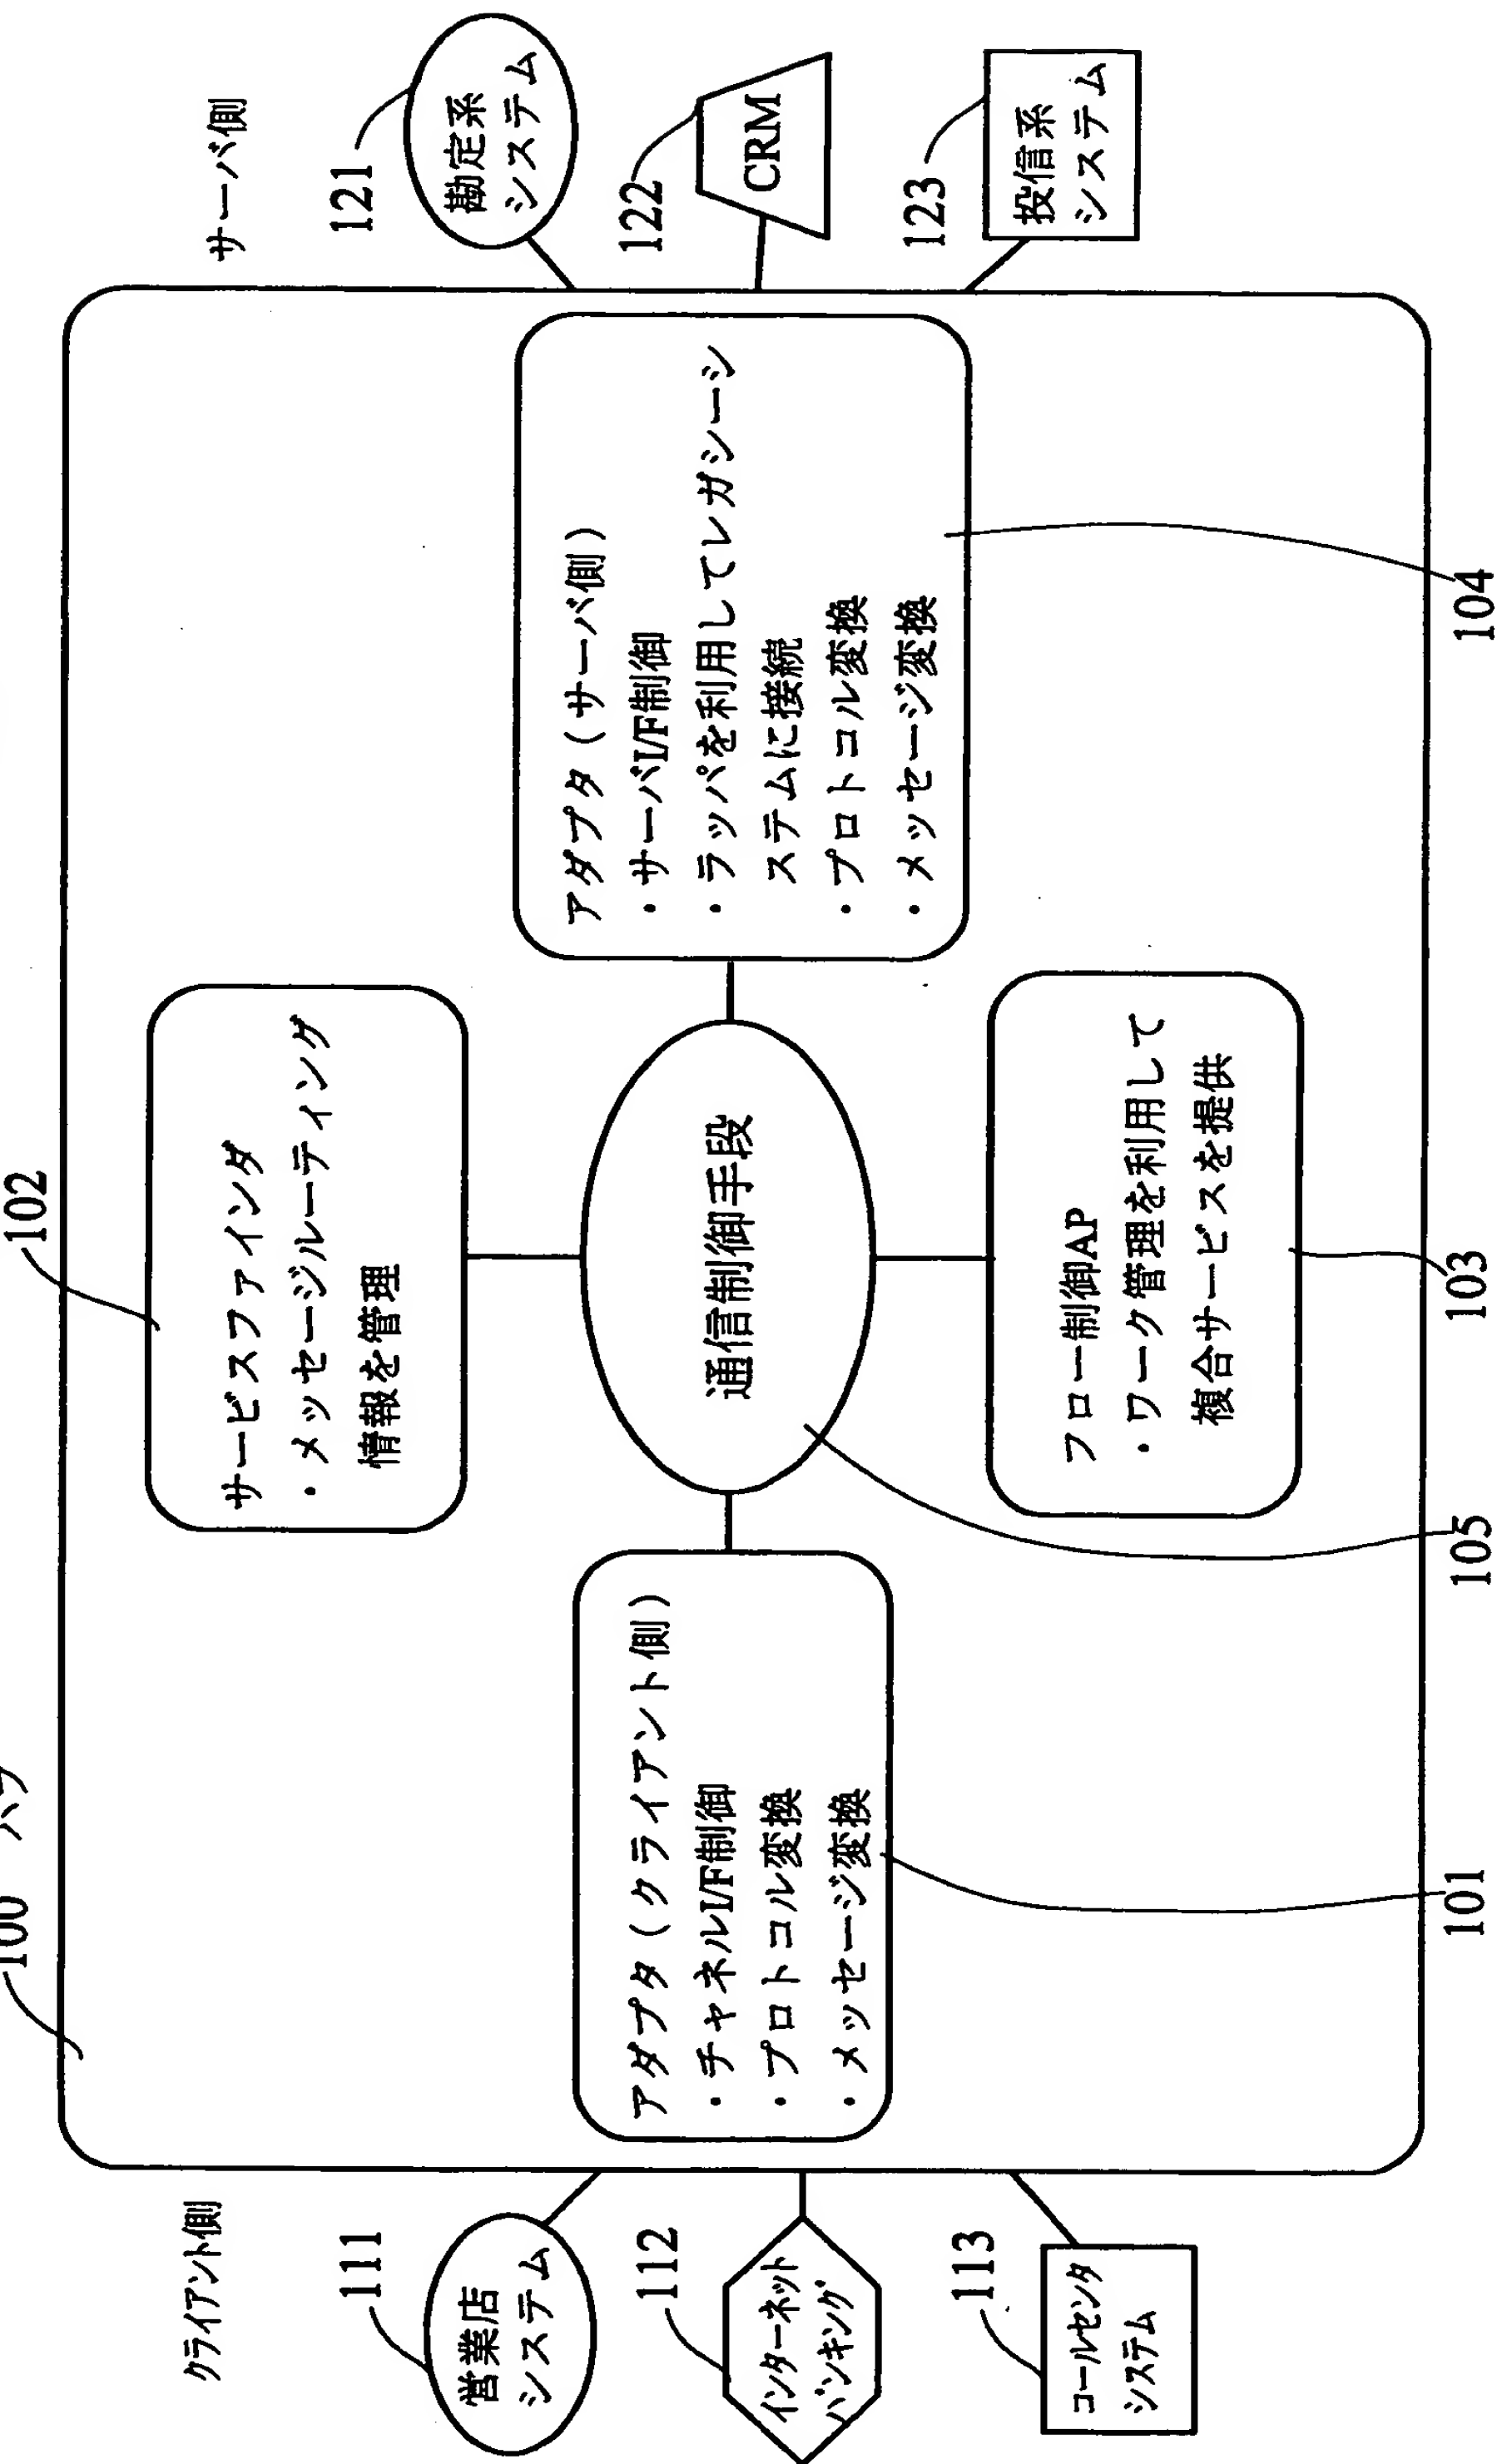 100 ハブ
102
クライアント側
サーバ側
111
営業店
システム
112
インターネット
バンキング
113
コールセンタ
システム
サービスファインダ
・メッセージルーティング
情報を管理
アダプタ（クライアント側）
・チャネルI/F制御
・プロトコル変換
・メッセージ変換
通信制御手段
アダプタ（サーバ側）
・サーバI/F制御
・ラッパを利用してレガシーシ
ステムに接続
・プロトコル変換
・メッセージ変換
フロー制御AP
・ワーク管理を利用して
複合サービスを提供
121
勘定系
システム
122
CRM
123
投信系
システム
101
105
103
104